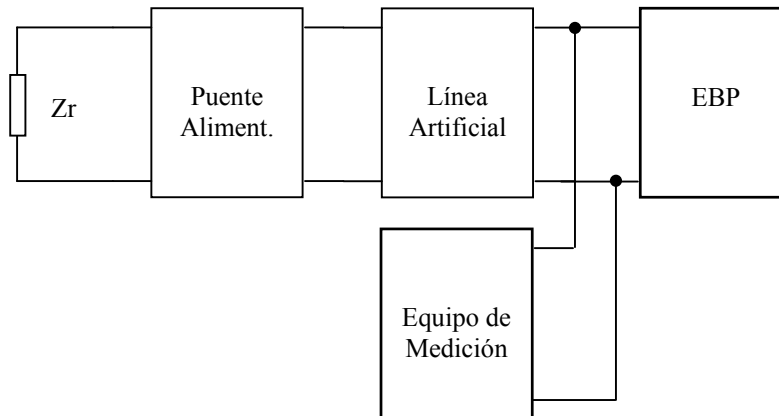 Zr
Puente
Aliment.
Línea
Artificial
EBP
Equipo de
Medición